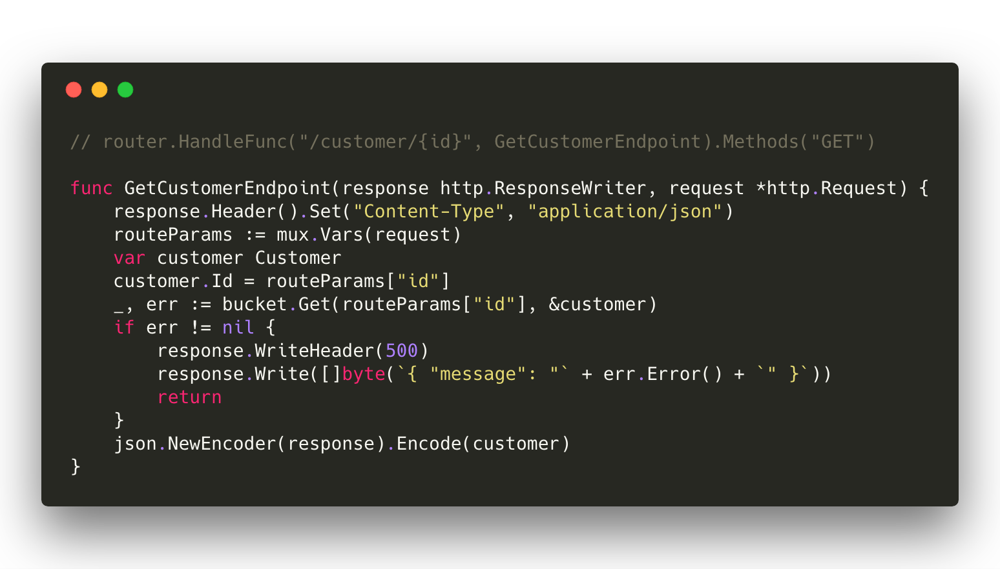 // router.HandleFunc("/customer/{id}", GetCustomerEndpoint).Methods("GET")

func GetCustomerEndpoint(response http.ResponseWriter, request *http.Request) {
    response.Header().Set("Content-Type", "application/json")
    routeParams := mux.Vars(request)
    var customer Customer
    customer.Id = routeParams["id"]
    _, err := bucket.Get(routeParams["id"], &customer)
    if err != nil {
        response.WriteHeader(500)
        response.Write([]byte(`{ "message": "` + err.Error() + `" }`))
        return
    }
    json.NewEncoder(response).Encode(customer)
}